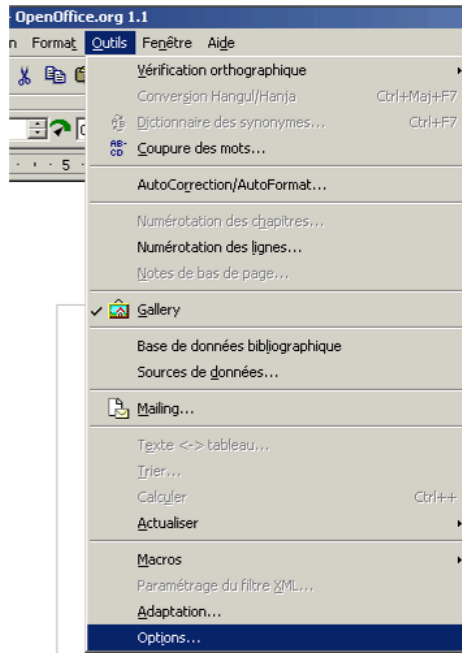 - OpenOffice.org 1.1
n Format Outils Fenêtre Aide
Vérification orthographique
Conversion Hangul/Hanja Ctrl+Maj+F7
Dictionnaire des synonymes... Ctrl+F7
AB-
CD
Coupure des mots...
5
AutoCorrection/AutoFormat...
Numérotation des chapitres...
Numérotation des lignes...
Notes de bas de page...
Gallery
Base de données bibliographique
Sources de données...
Mailing...
Texte <-> tableau...
Trier...
Calculer Ctrl++
Actualiser
Macros
Paramétrage du filtre XML...
Adaptation...
Options...